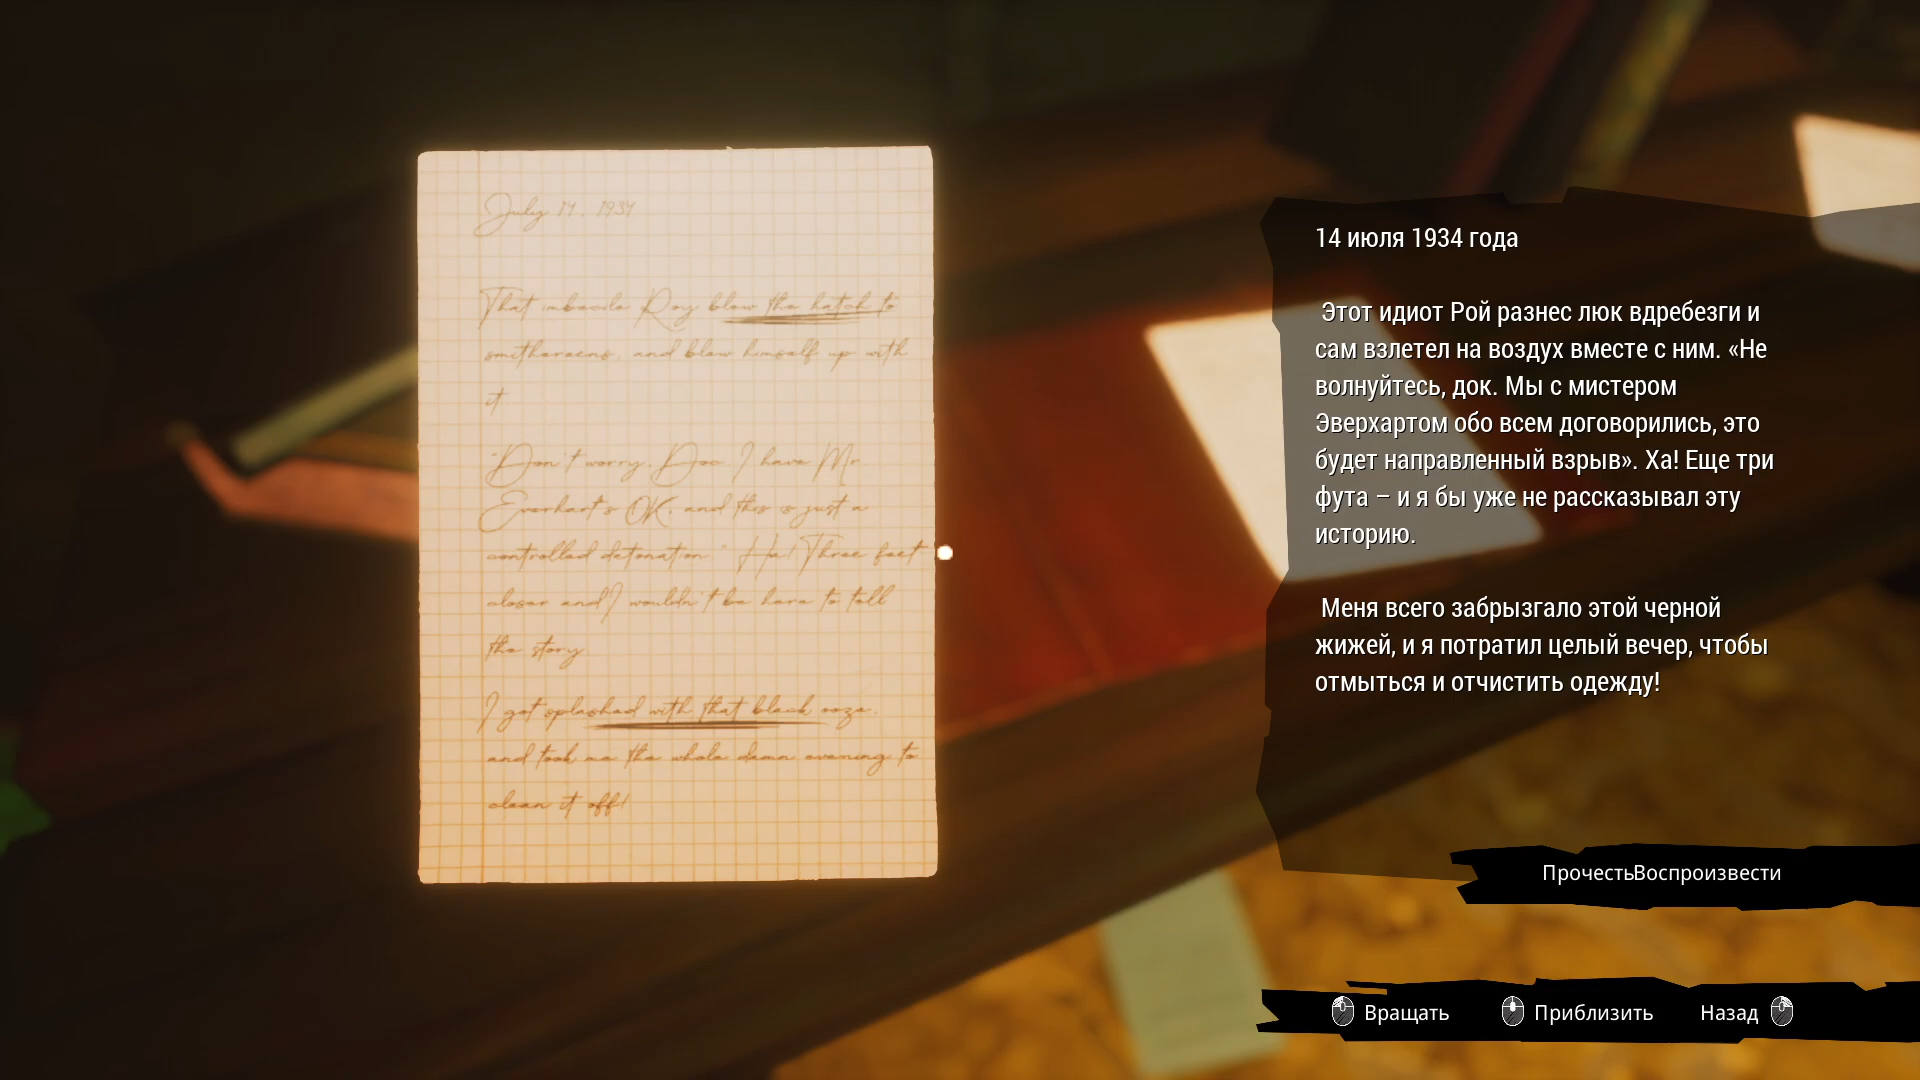 July 14, 1934
That imbecile Roy blew the hatch to
smithereens, and blew himself up with
it
"Don't worry, Doc. I have Mr.
Everhart's OK, and this is just a
controlled detonation." Ha! Three feet
closer and I wouldn't be here to tell
the story.
I got splashed with that black ooze,
and took me the whole damn evening to
clean it off!
14 июля 1934 года
Этот идиот Рой разнес люк вдребезги и
сам взлетел на воздух вместе с ним. «Не
волнуйтесь, док. Мы с мистером
Эверхартом обо всем договорились, это
будет направленный взрыв». Ха! Еще три
фута – и я бы уже не рассказывал эту
историю.
Меня всего забрызгало этой черной
жижей, и я потратил целый вечер, чтобы
отмыться и отчистить одежду!
ПрочестьВоспроизвести
Вращать Приблизить Назад